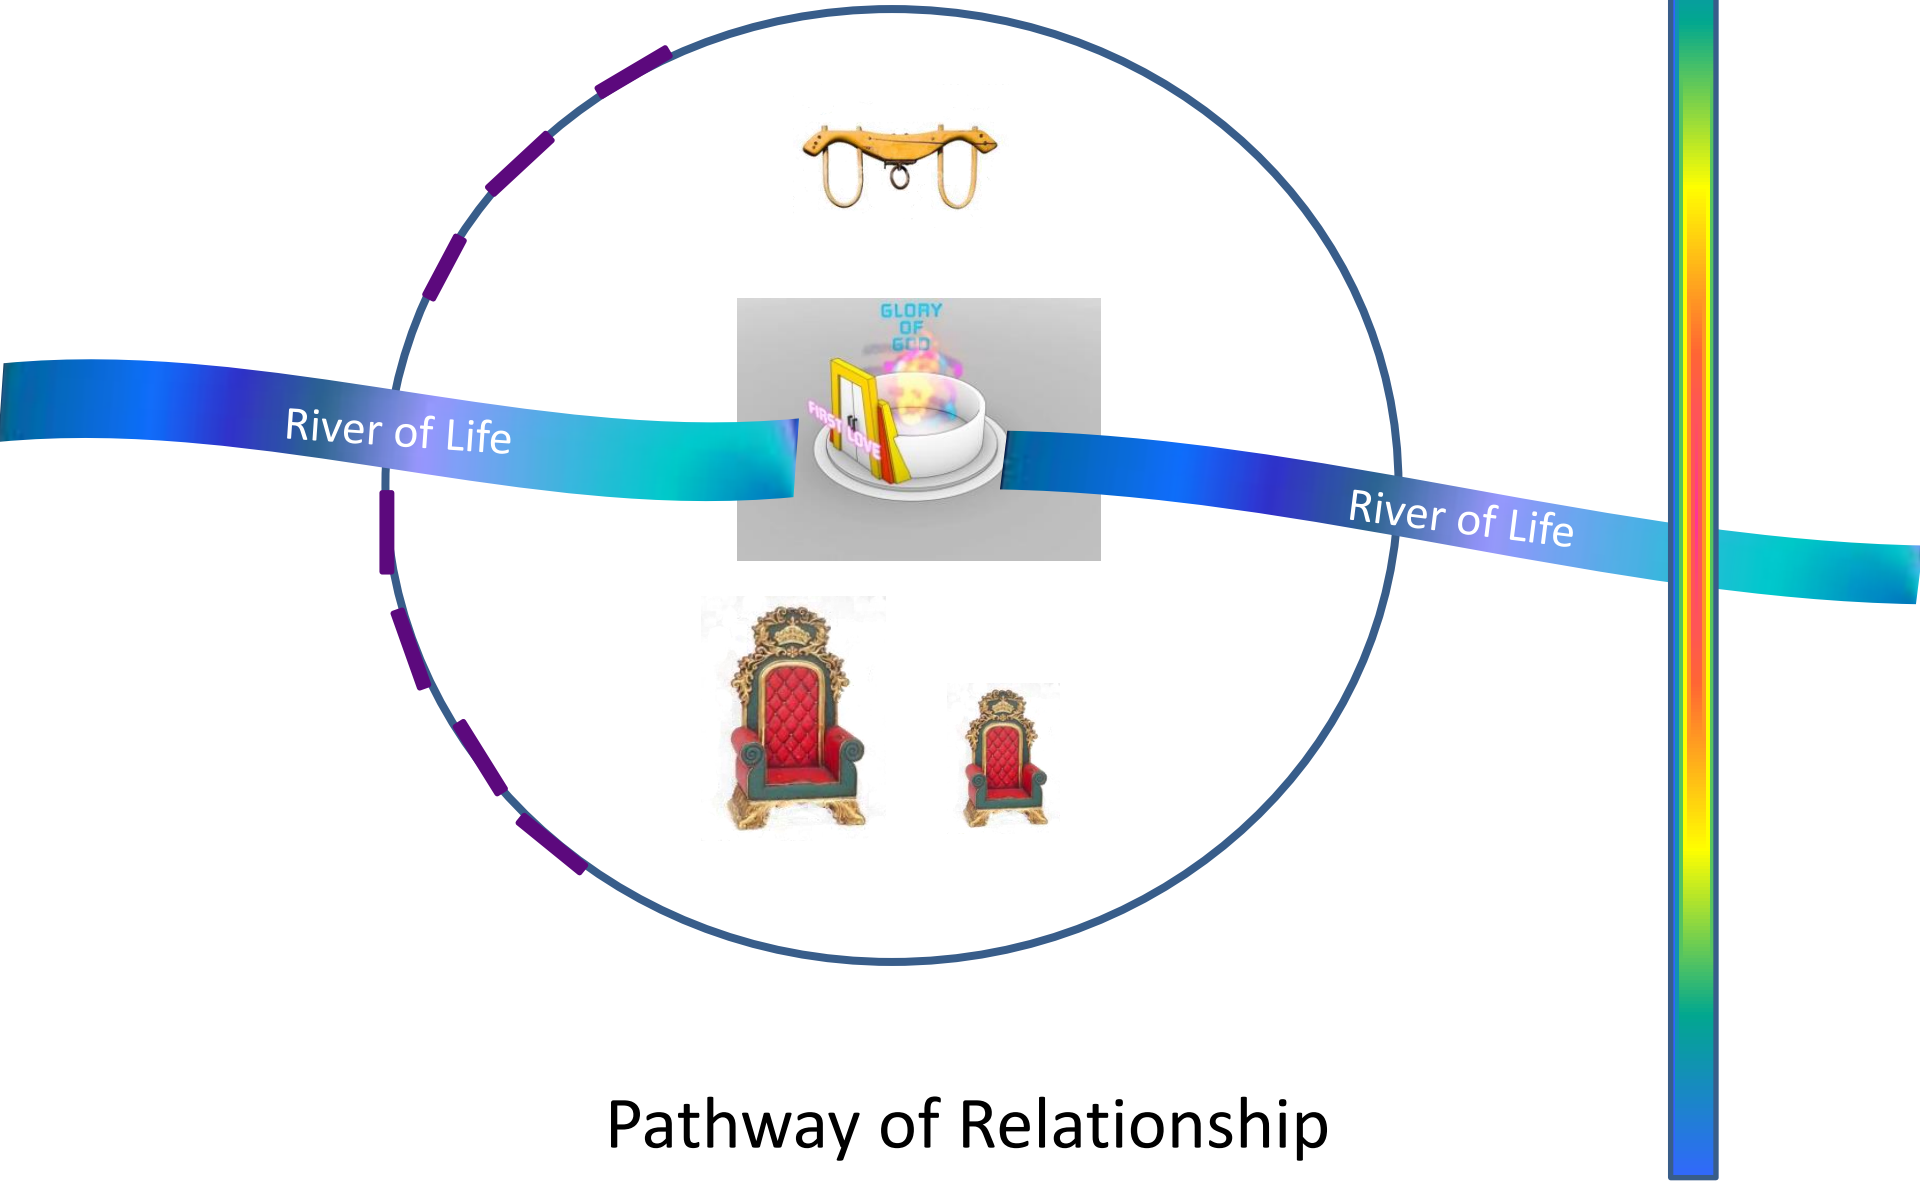 GLORY
OF
GOD
FIRST LOVE
River of Life
River of Life
Pathway of Relationship